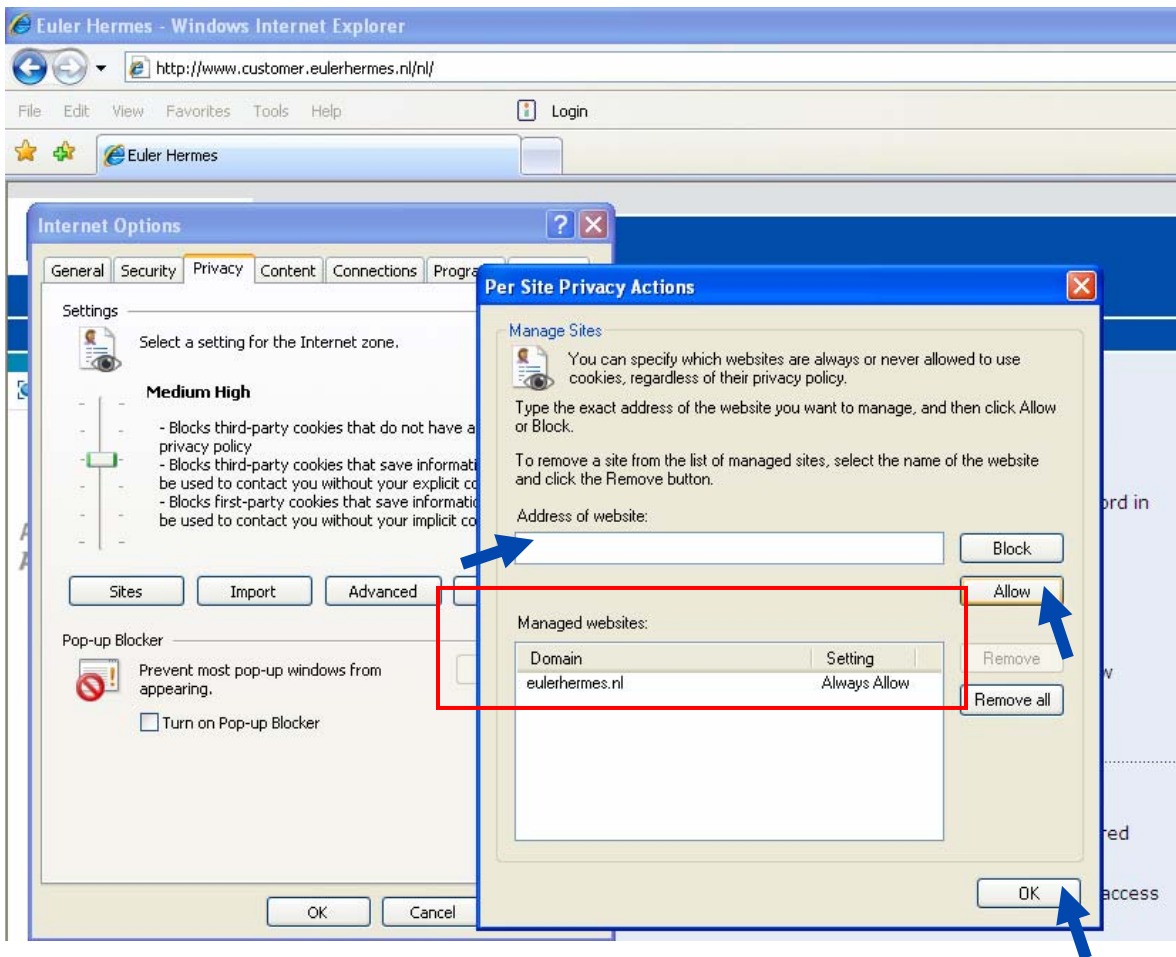 Euler Hermes - Windows Internet Explorer
http://www.customer.eulerhermes.nl/nl/
File Edit View Favorites Tools Help
Login
Euler Hermes
Internet Options
General Security Privacy Content Connections
Settings
Select a setting for the Internet zone.
Medium High
- Blocks third-party cookies that do not have a
privacy policy
- Blocks third-party cookies that save
be used to contact you without your explicit
- Blocks first-party cookies that save
be used to contact you without your implicit
Sites Import Advanced
Pop-up Blocker
Prevent most pop-up windows from
appearing.
Turn on Pop-up Blocker
OK Cancel
Per Site Privacy Actions
Manage Sites
You can specify which websites are always or never allowed to use
cookies, regardless of their privacy policy.
Type the exact address of the website you want to manage, and then click Allow
or Block.
To remove a site from the list of managed sites, select the name of the website
and click the Remove button.
Address of website:
Block
Allow
Managed websites:
Domain Setting
eulerhermes.nl Always Allow
Remove
Remove all
OK
in
access